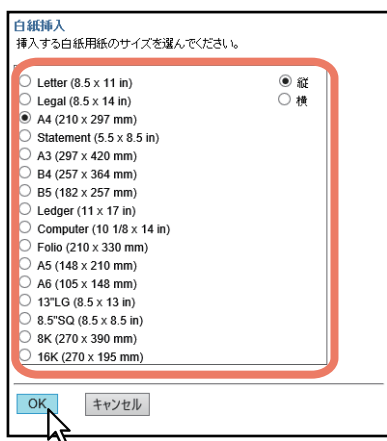 白紙挿入
挿入する白紙用紙のサイズを選んでください。
Letter (8.5 x 11 in) 縦
Legal (8.5 x 14 in) 横
A4 (210 x 297 mm)
Statement (5.5 x 8.5 in)
A3 (297 x 420 mm)
B4 (257 x 364 mm)
B5 (182 x 257 mm)
Ledger (11 x 17 in)
Computer (10 1/8 x 14 in)
Folio (210 x 330 mm)
A5 (148 x 210 mm)
A6 (105 x 148 mm)
13"LG (8.5 x 13 in)
8.5"SQ (8.5 x 8.5 in)
8K (270 x 390 mm)
16K (270 x 195 mm)
OK キャンセル